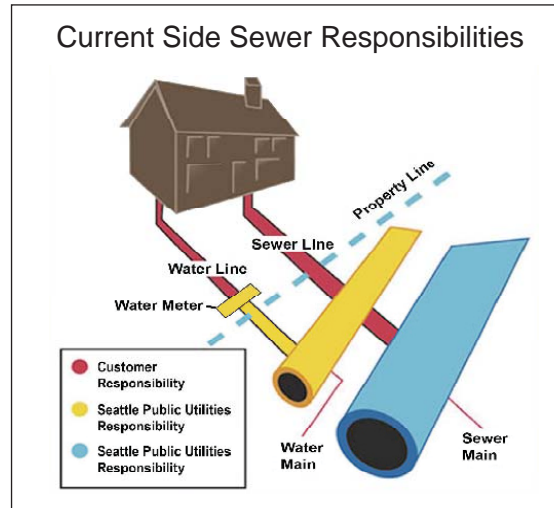 Current Side Sewer Responsibilities
Property Line
Sewer LIne
Water Line
Water Meter
Customer
Responsibility
Seattle Public Utilities
Responsibility
Seattle Public Utilities
Responsibility
Water
Main
Sewer
Main